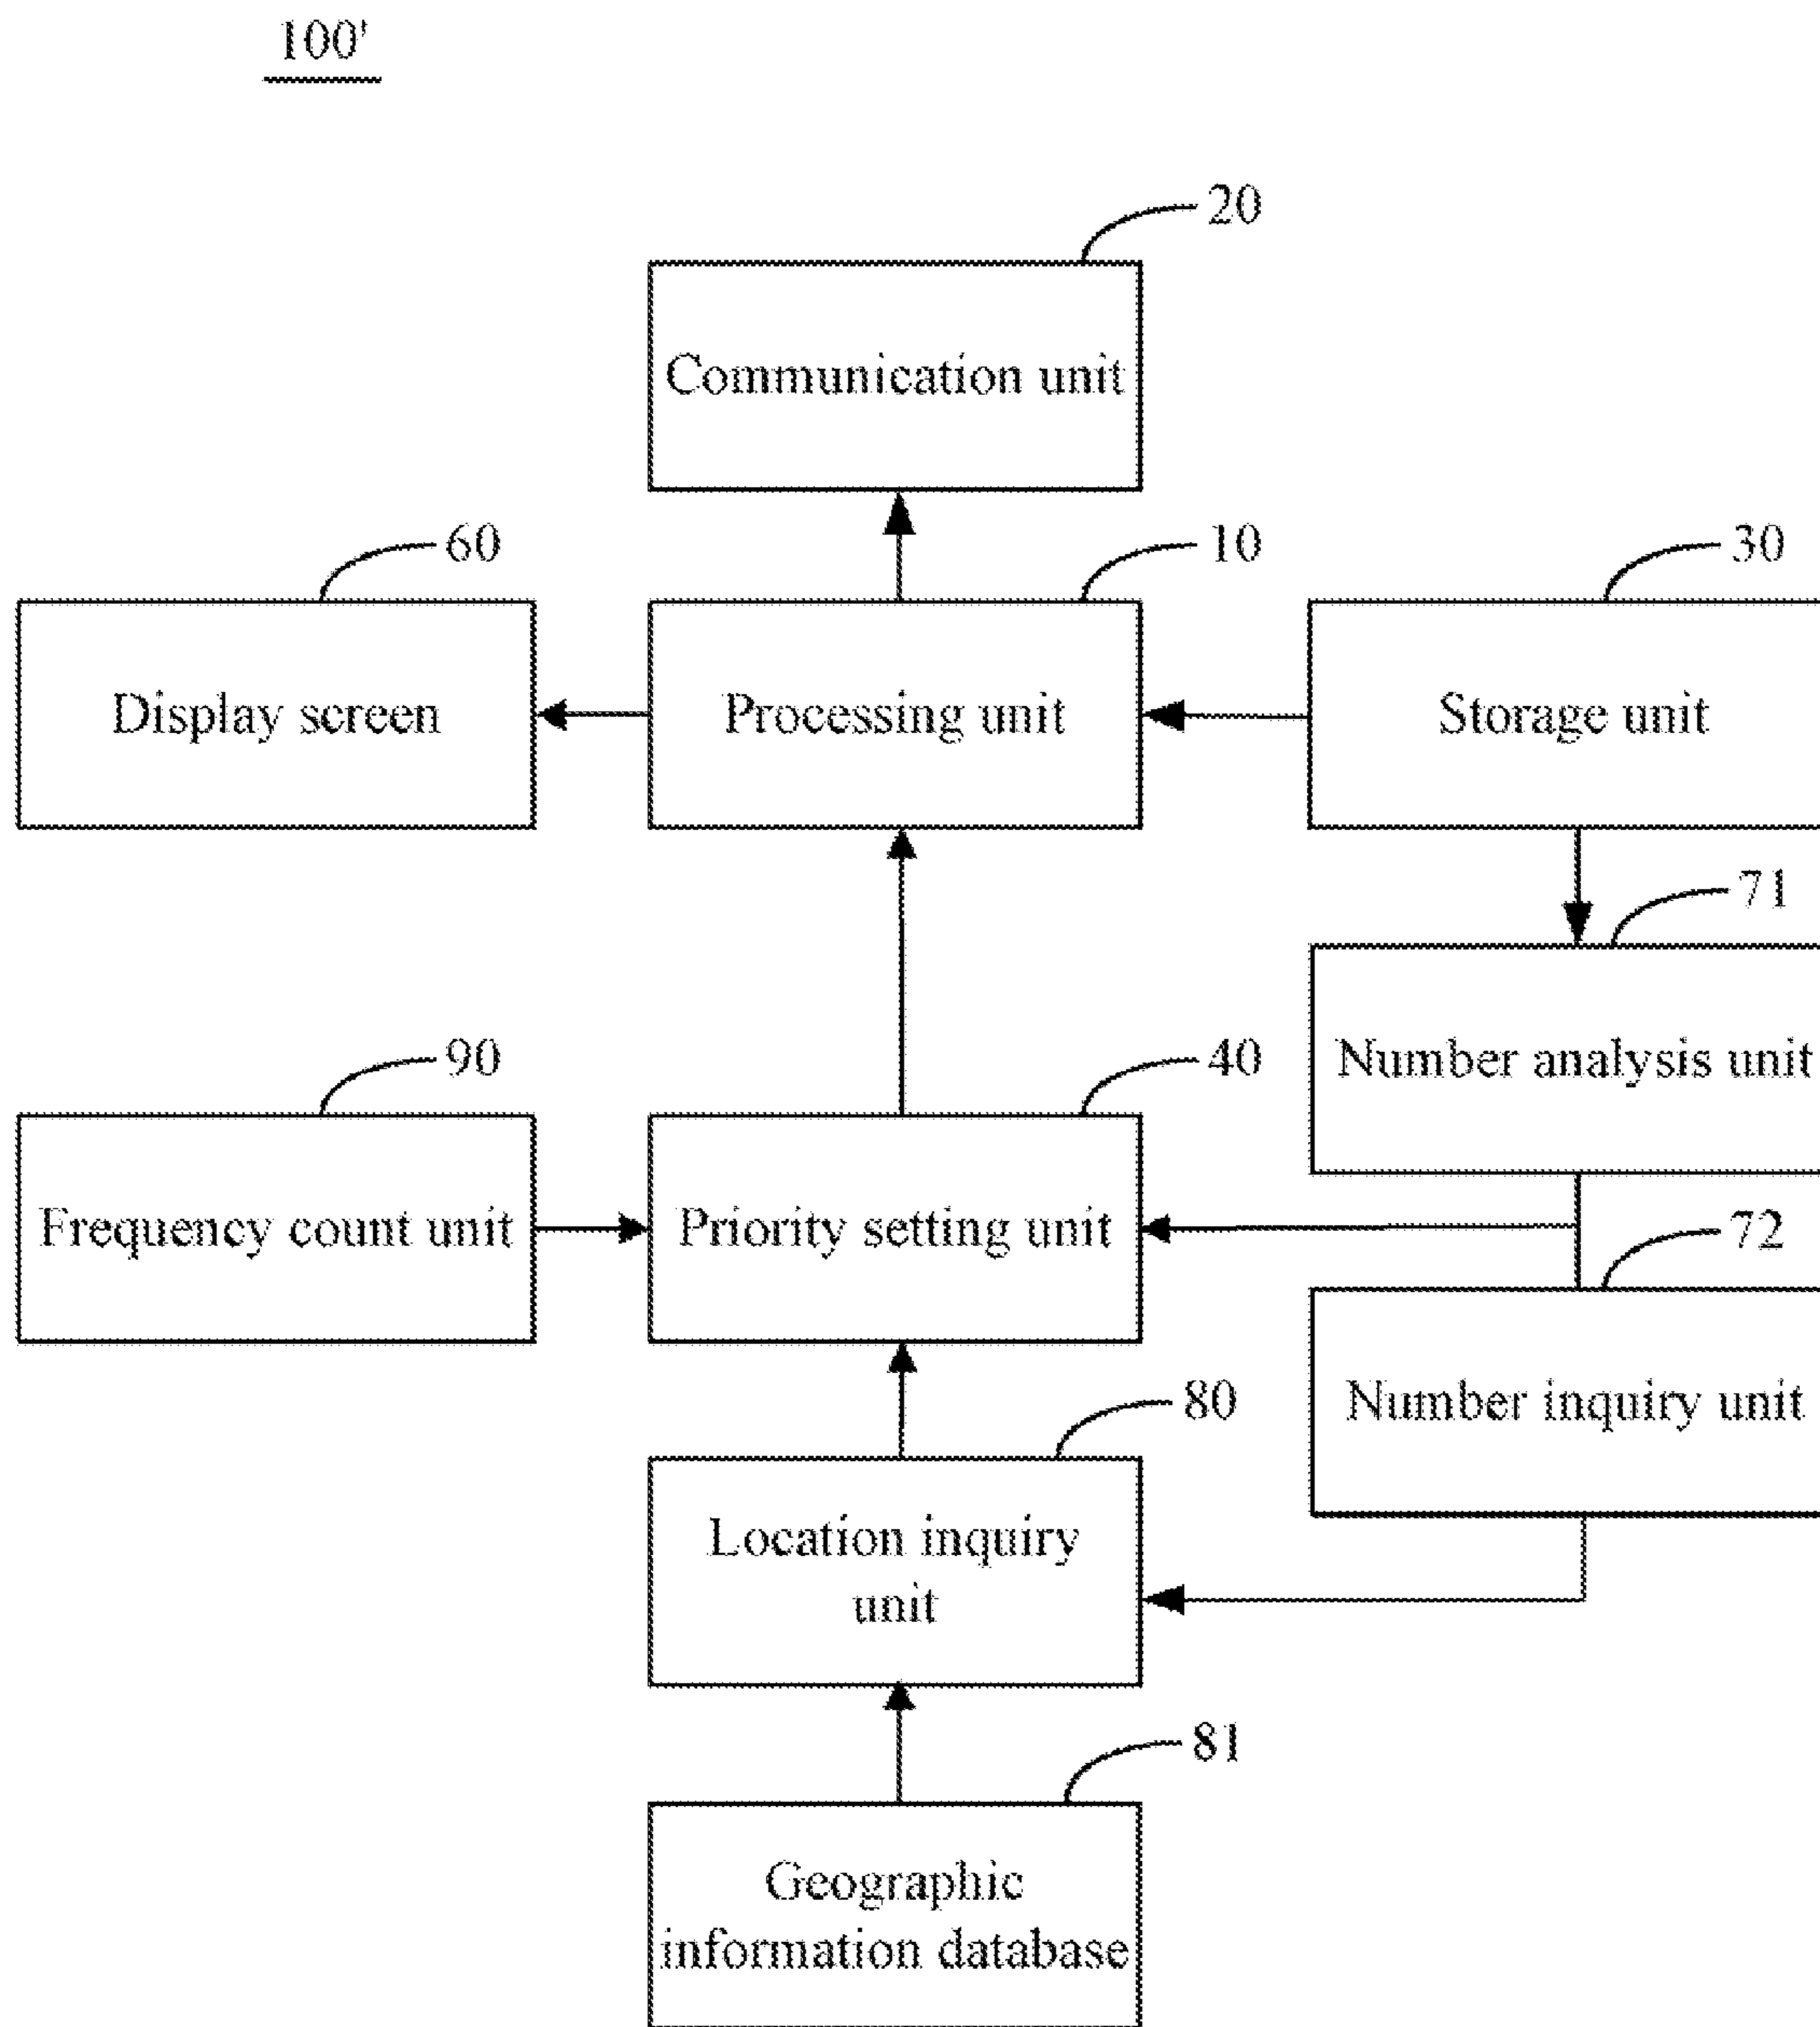 100'
20
Communication unit
60
10
30
Display screen
Processing unit
Storage unit
71
Number analysis unit
90
40
Frequency count unit
Priority setting unit
72
Number inquiry unit
80
Location inquiry
unit
81
Geographic
information database